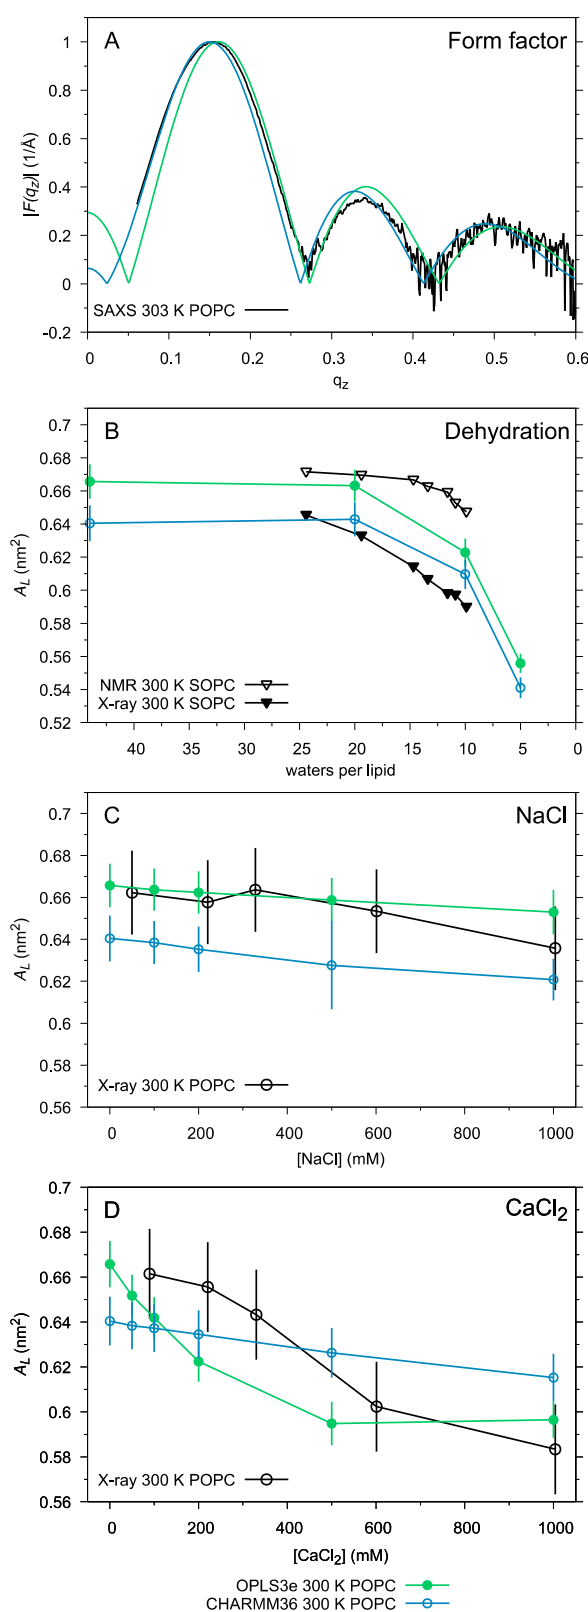 A
Form factor
1
0.8
0.6
0.4
0.2
0
-0.2
|F(q_z)| (1/Å)
SAXS 303 K POPC
0 0.1 0.2 0.3 0.4 0.5 0.6
q_z
B
Dehydration
0.7
0.68
0.66
0.64
0.62
0.6
0.58
0.56
0.54
0.52
A_L (nm²)
NMR 300 K SOPC
X-ray 300 K SOPC
40 35 30 25 20 15 10 5 0
waters per lipid
C
NaCl
0.7
0.68
0.66
0.64
0.62
0.6
0.58
0.56
A_L (nm²)
X-ray 300 K POPC
0 200 400 600 800 1000
[NaCl] (mM)
D
CaCl₂
0.7
0.68
0.66
0.64
0.62
0.6
0.58
0.56
A_L (nm²)
X-ray 300 K POPC
0 200 400 600 800 1000
[CaCl₂] (mM)
OPLS3e 300 K POPC
CHARMM36 300 K POPC